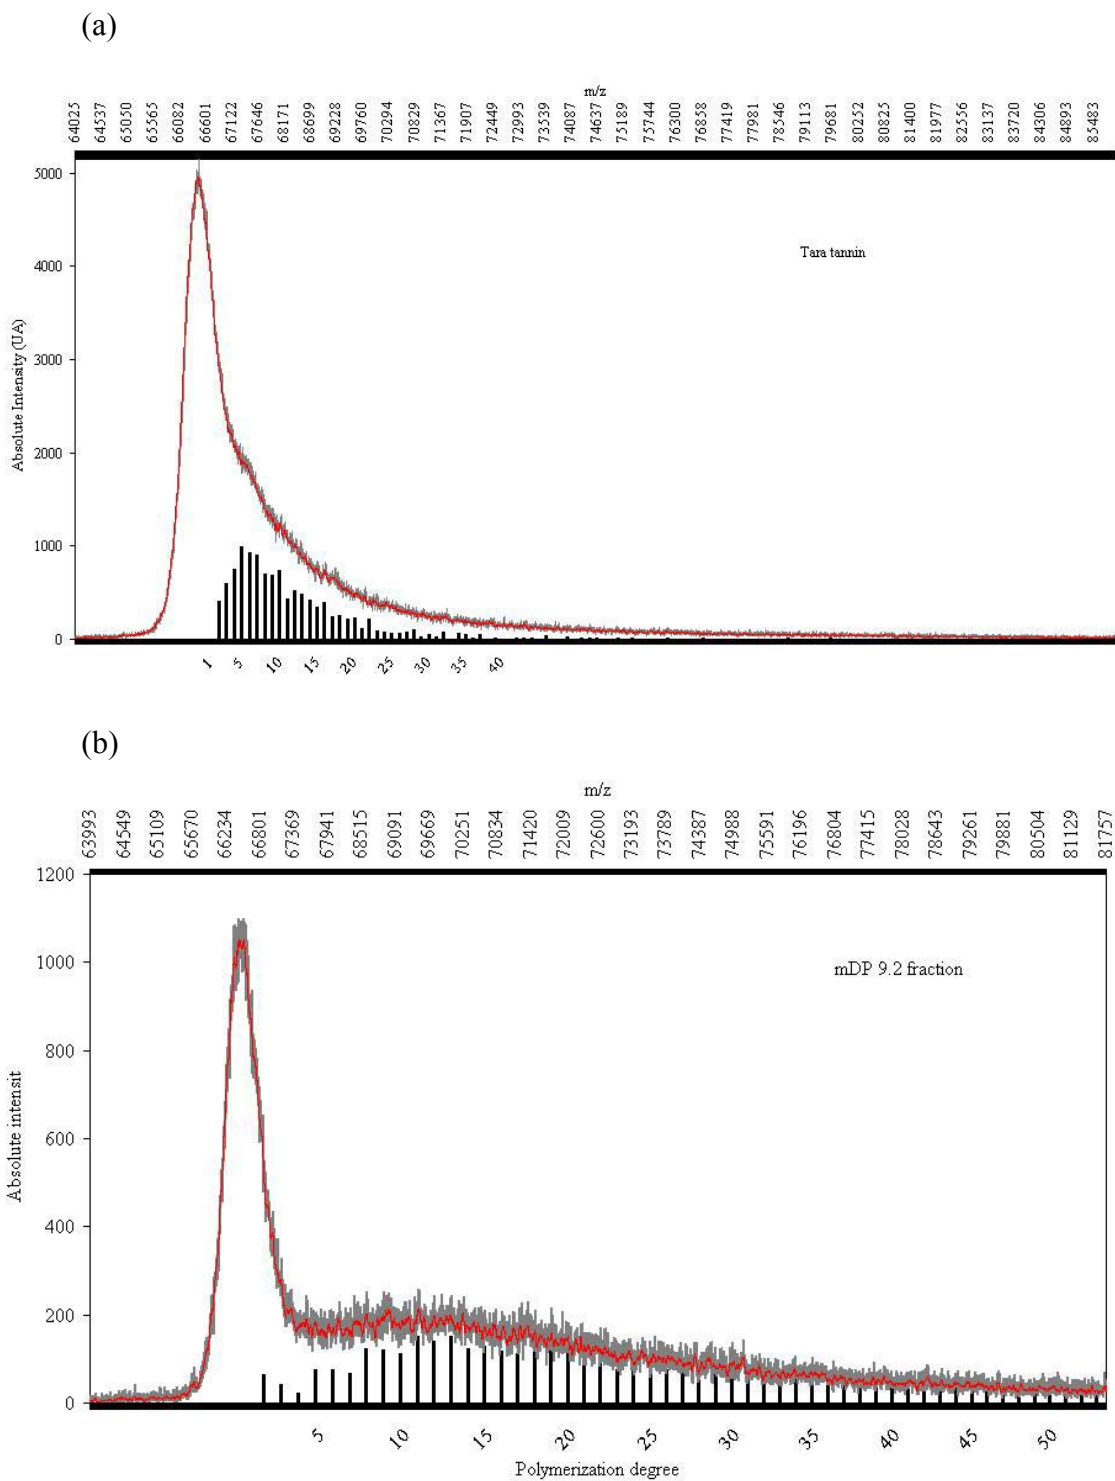 (a)
m/z
64025 64537 65050 65565 66082 66601 67122 67646 68171 68699 69228 69760 70294 70829 71367 71907 72449 72993 73539 74087 74637 75189 75744 76300 76858 77419 77981 78546 79113 79681 80252 80825 81400 81977 82556 83137 83720 84306 84893 85483
5000
Tara tannin
4000
3000
2000
1000
0
Absolute Intensity (UA)
1 5 10 15 20 25 30 35 40
(b)
m/z
63993 64549 65109 65670 66234 66801 67369 67941 68515 69091 69669 70251 70834 71420 72009 72600 73193 73789 74387 74988 75591 76196 76804 77415 78028 78643 79261 79881 80504 81129 81757
1200
1000
mDP 9.2 fraction
800
600
400
200
0
Absolute intensit
5 10 15 20 25 30 35 40 45 50
Polymerization degree